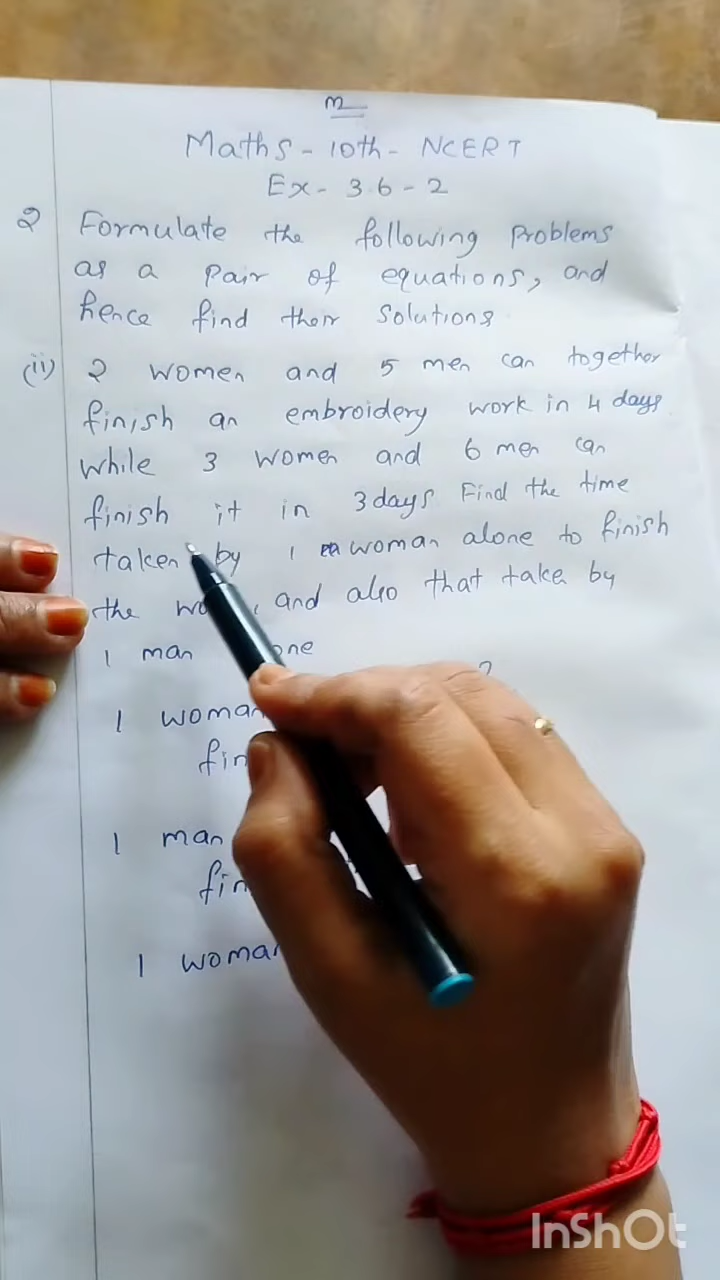 m
Maths - 10th - NCERT
Ex - 3.6 - 2
2 Formulate the following Problems
as a pair of equations, and
hence find their solutions
(ii) 2 women and 5 men can together
finish an embroidery work in 4 days
while 3 women and 6 men can
finish it in 3 days Find the time
taken by 1 woman alone to finish
the and also that take by
1 man
1 woman
1 man
1 woman
InShOt